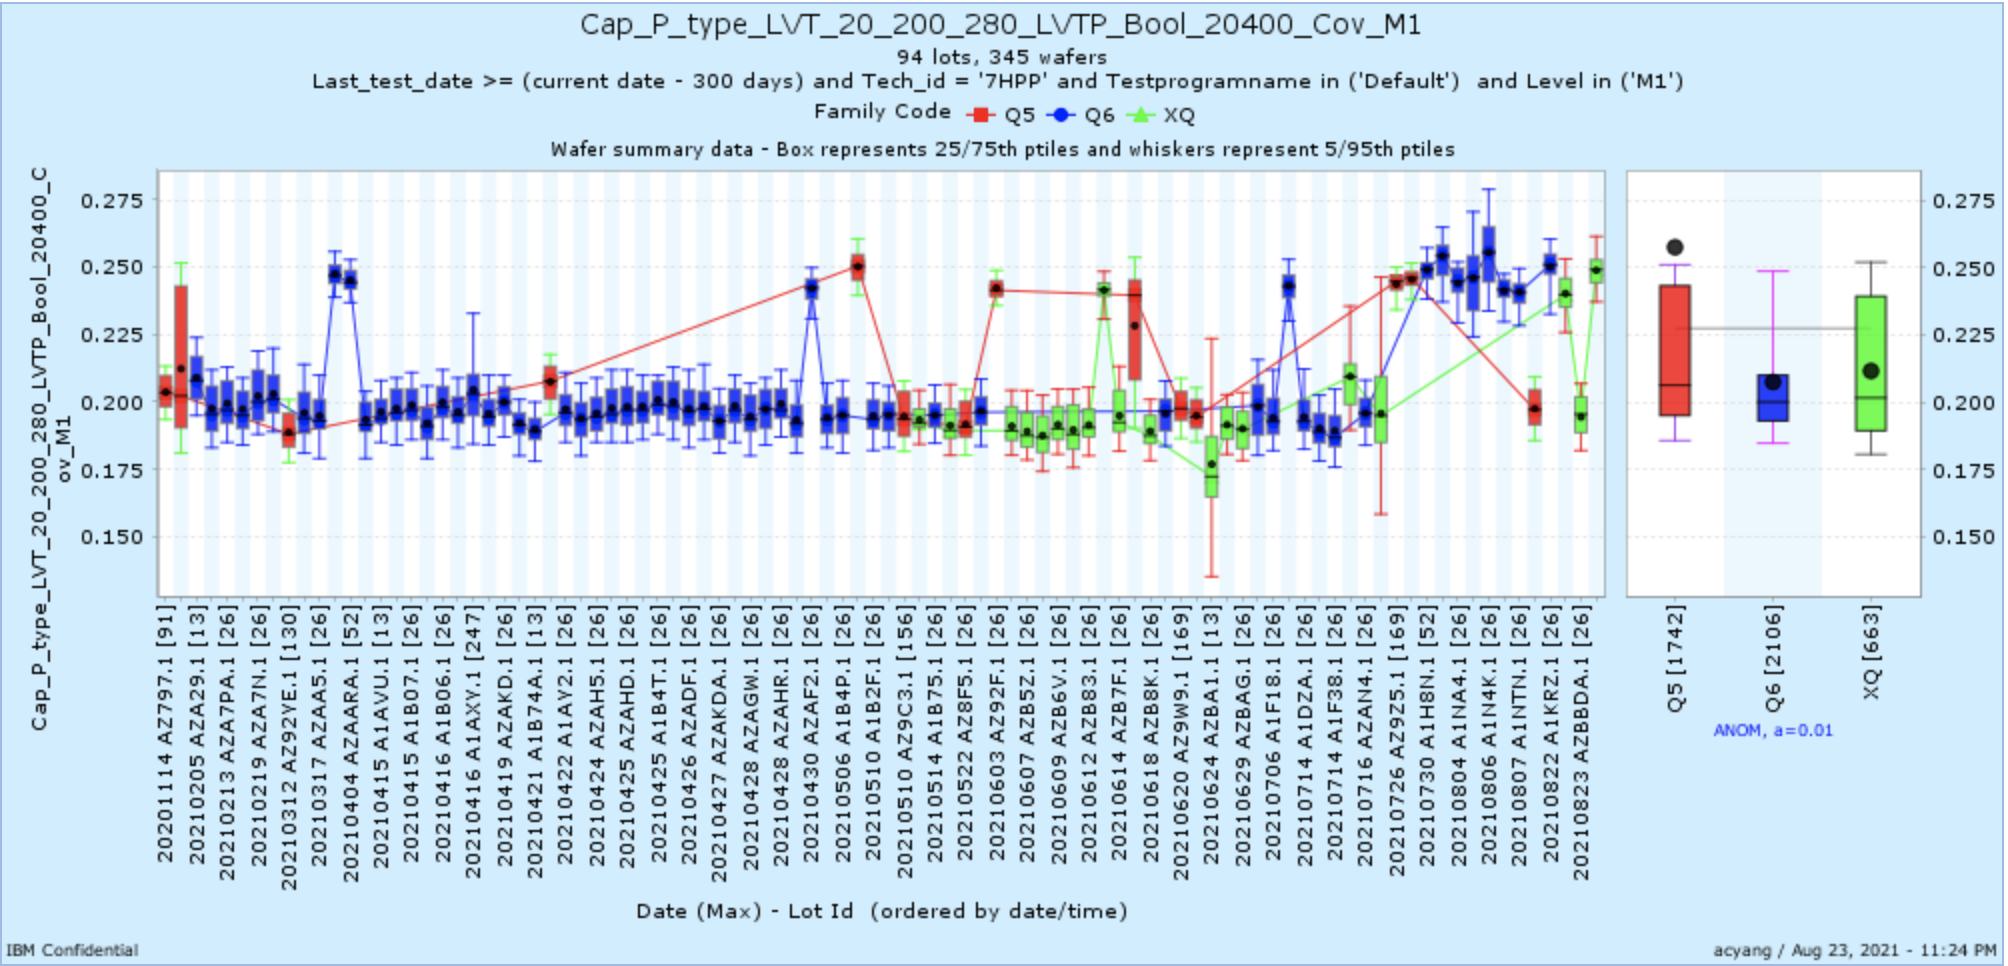 Cap_P_type_LVT_20_200_280_LVTP_Bool_20400_Cov_M1
94 lots, 345 wafers
Last_test_date >= (current date - 300 days) and Tech_id = '7HPP' and Testprogramname in ('Default')  and Level in ('M1')
Family Code Q5 Q6 XQ
Wafer summary data - Box represents 25/75th ptiles and whiskers represent 5/95th ptiles
Cap_P_type_LVT_20_200_280_LVTP_Bool_20400_C
ov_M1
0.275
0.250
0.225
0.200
0.175
0.150
0.275
0.250
0.225
0.200
0.175
0.150
20201114 AZ797.1 [91]
20210205 AZA29.1 [13]
20210213 AZA7PA.1 [26]
20210219 AZA7N.1 [26]
20210312 AZ92YE.1 [130]
20210317 AZAA5.1 [26]
20210404 AZAARA.1 [52]
20210415 A1AVU.1 [13]
20210415 A1B07.1 [26]
20210416 A1B06.1 [26]
20210416 A1AXY.1 [247]
20210419 AZAKD.1 [26]
20210421 A1B74A.1 [13]
20210422 A1AY2.1 [26]
20210424 AZAH5.1 [26]
20210425 AZAHD.1 [26]
20210425 A1B4T.1 [26]
20210426 AZADF.1 [26]
20210427 AZAKDA.1 [26]
20210428 AZAGW.1 [26]
20210428 AZAHR.1 [26]
20210430 AZAF2.1 [26]
20210506 A1B4P.1 [26]
20210510 A1B2F.1 [26]
20210510 AZ9C3.1 [156]
20210514 A1B75.1 [26]
20210522 AZ8F5.1 [26]
20210603 AZ92F.1 [26]
20210607 AZB52.1 [26]
20210609 AZB6V.1 [26]
20210612 AZB83.1 [26]
20210614 AZB7F.1 [26]
20210618 AZB8K.1 [26]
20210620 AZ9W9.1 [169]
20210624 AZBA1.1 [13]
20210629 AZBAG.1 [26]
20210706 A1F18.1 [26]
20210714 A1DZA.1 [26]
20210714 A1F38.1 [26]
20210716 AZAN4.1 [26]
20210726 AZ9Z5.1 [169]
20210730 A1H8N.1 [52]
20210804 A1NA4.1 [26]
20210806 A1N4K.1 [26]
20210807 A1NTN.1 [26]
20210822 A1KRZ.1 [26]
20210823 AZBBDA.1 [26]
Q5 [1742]
Q6 [2106]
XQ [663]
ANOM, a=0.01
Date (Max) - Lot Id  (ordered by date/time)
IBM Confidential
acyang / Aug 23, 2021 - 11:24 PM